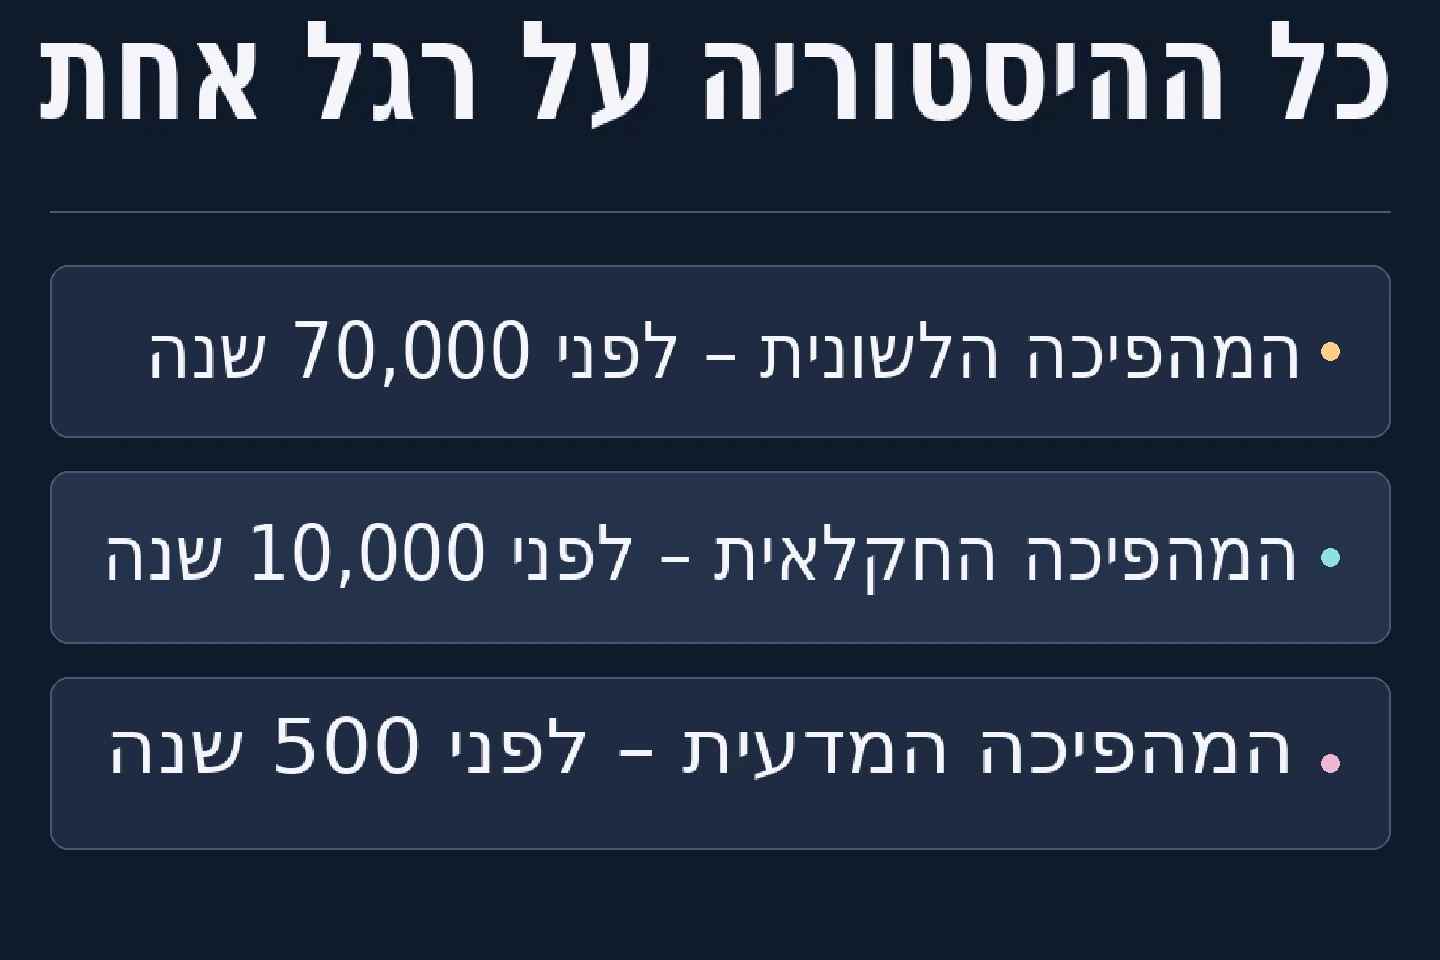 כל ההיסטוריה על רגל אחת
המהפיכה הלשונית – לפני 70,000 שנה
המהפיכה החקלאית – לפני 10,000 שנה
המהפיכה המדעית – לפני 500 שנה